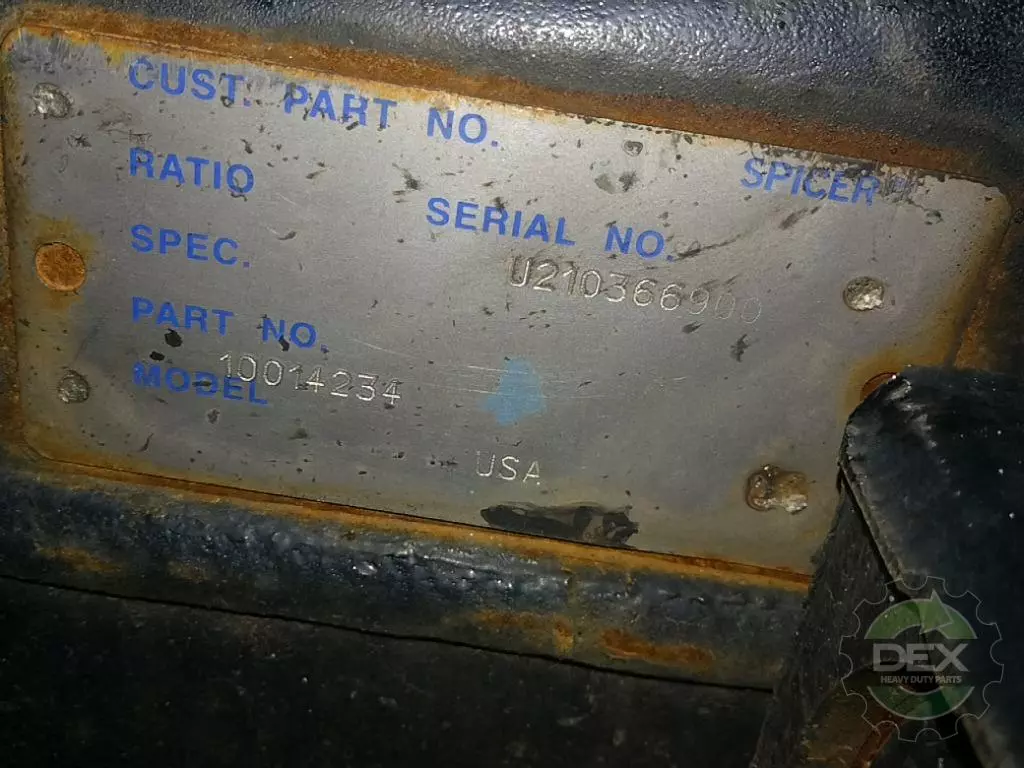 CUST. PART NO.
SPICER®
RATIO
SERIAL NO.
SPEC.
U210366900
PART NO.
10014234
MODEL
USA
DEX
HEAVY DUTY PARTS